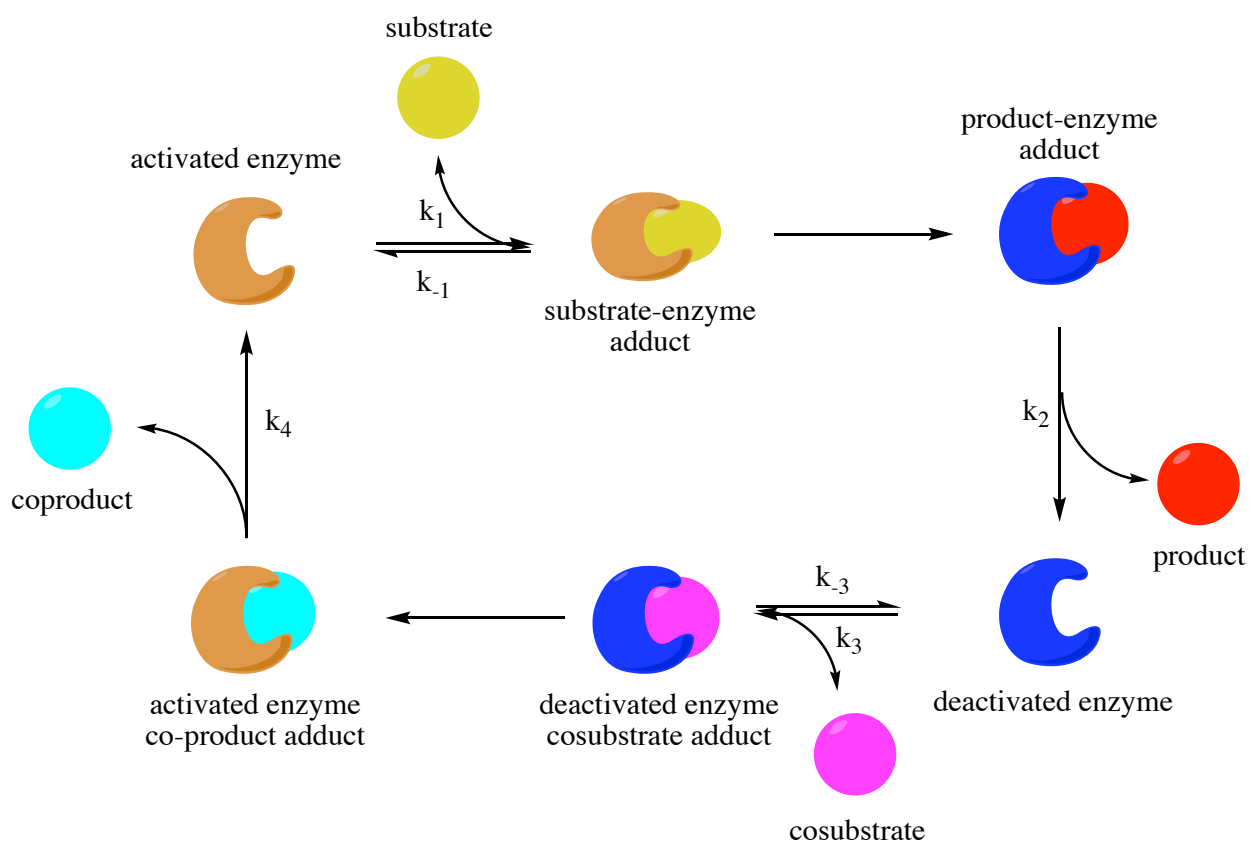 substrate
activated enzyme
product-enzyme
adduct
k1
k-1
substrate-enzyme
adduct
k4
k2
coproduct
product
k-3
k3
activated enzyme
co-product adduct
deactivated enzyme
cosubstrate adduct
deactivated enzyme
cosubstrate